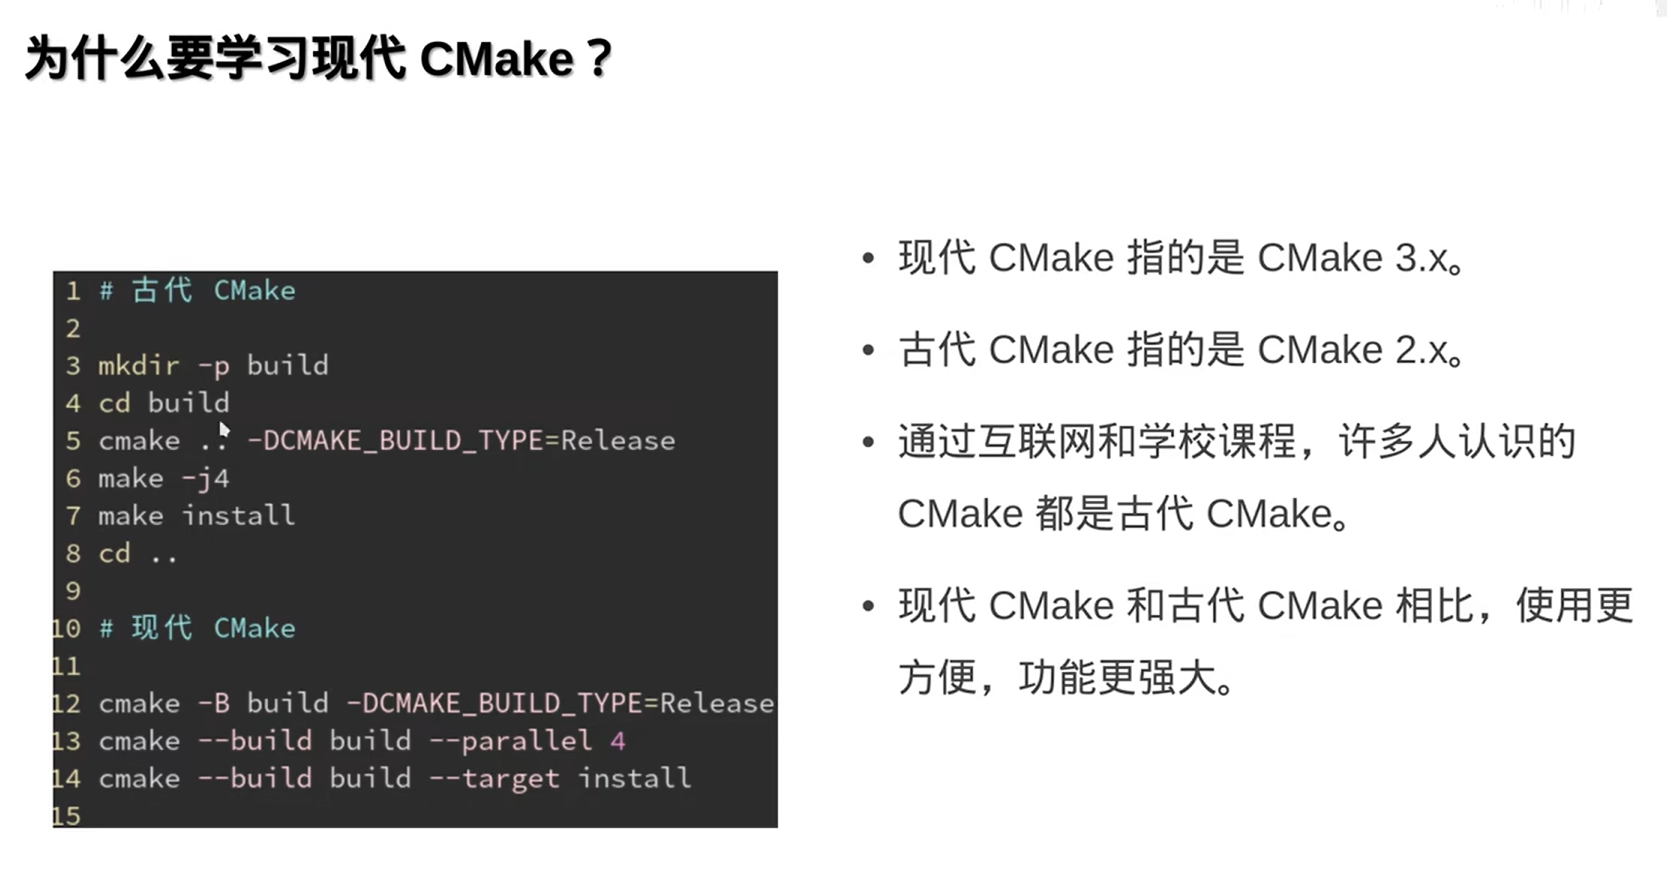 为什么要学习现代 CMake？
1 # 古代 CMake
2
3 mkdir -p build
4 cd build
5 cmake .. -DCMAKE_BUILD_TYPE=Release
6 make -j4
7 make install
8 cd ..
9
10 # 现代 CMake
11
12 cmake -B build -DCMAKE_BUILD_TYPE=Release
13 cmake --build build --parallel 4
14 cmake --build build --target install
15
• 现代 CMake 指的是 CMake 3.x。
• 古代 CMake 指的是 CMake 2.x。
• 通过互联网和学校课程，许多人认识的
CMake 都是古代 CMake。
• 现代 CMake 和古代 CMake 相比，使用更
方便，功能更强大。